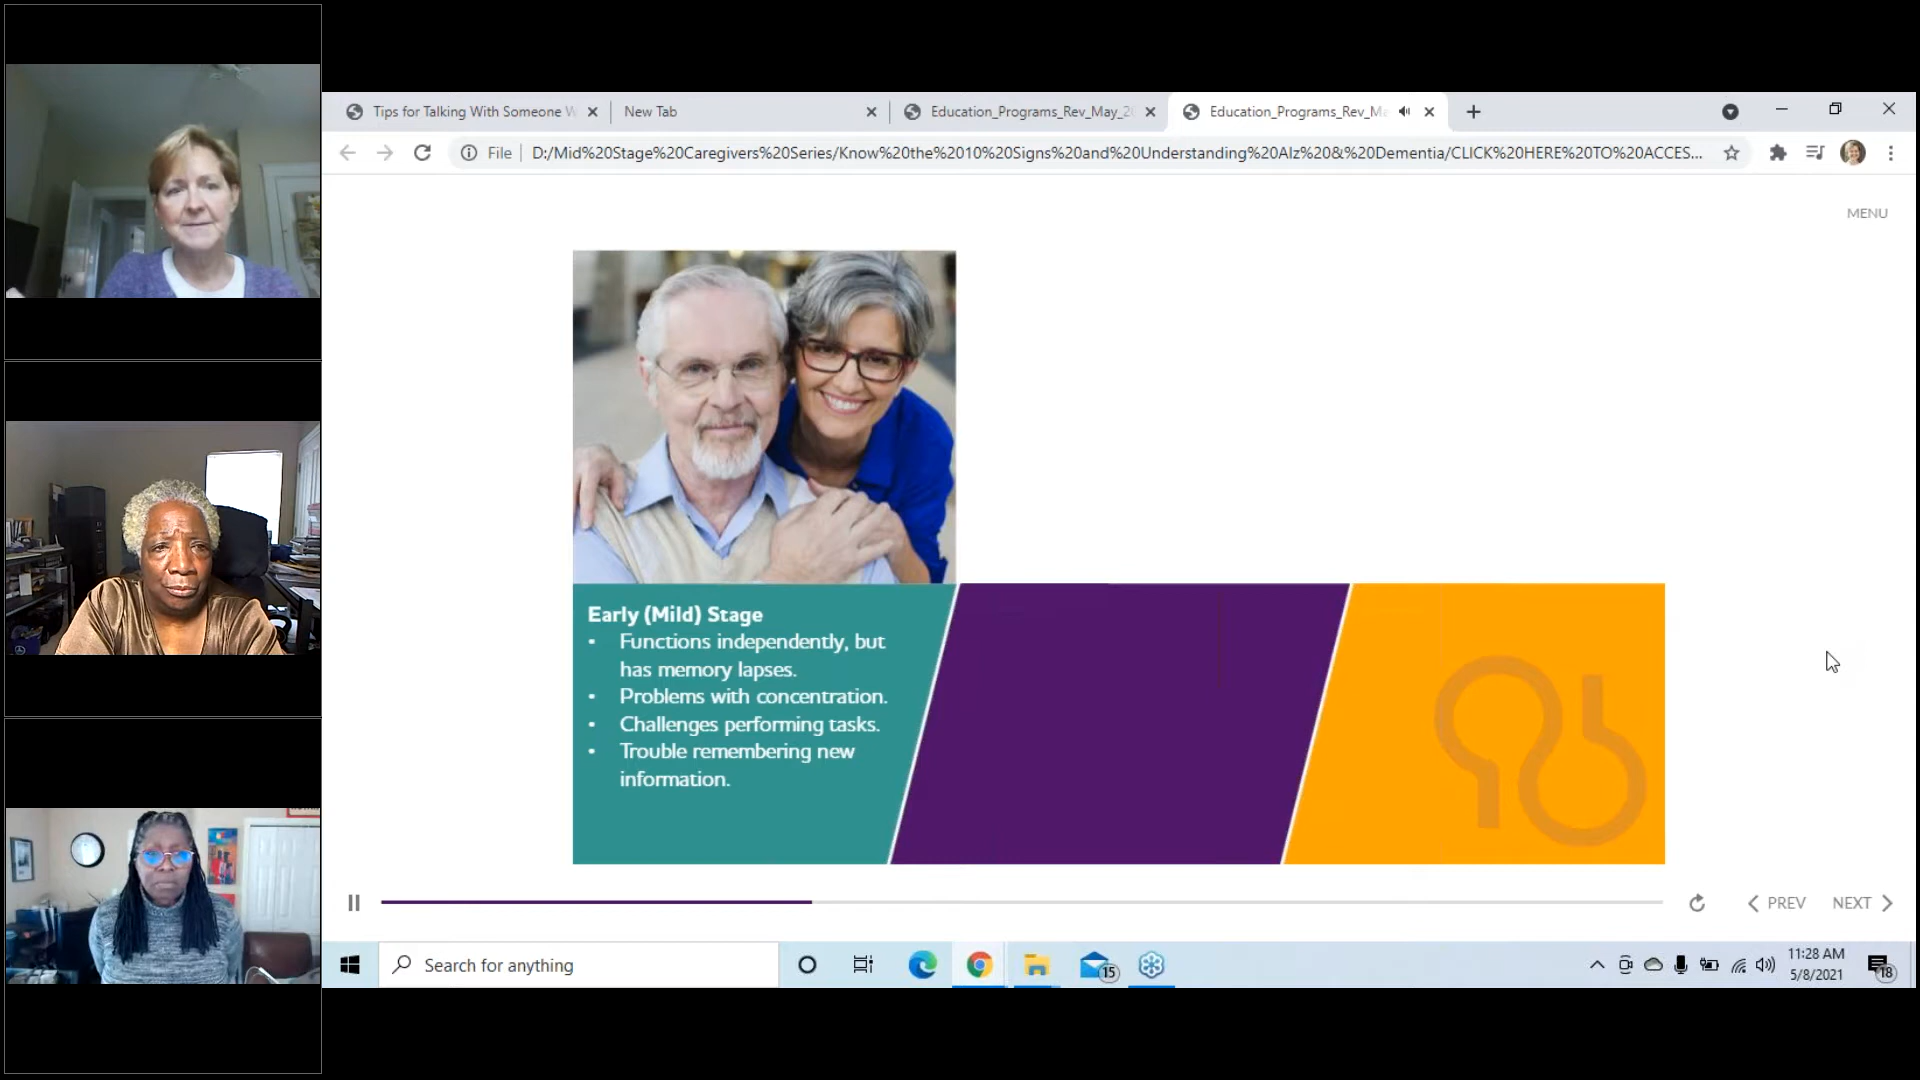 Tips for Talking With Someone W
New Tab
Education_Programs_Rev_May_2
Education_Programs_Rev_Ma
File
D:/Mid%20Stage%20Caregivers%20Series/Know%20the%2010%20Signs%20and%20Understanding%20Alz%20&%20Dementia/CLICK%20HERE%20TO%20ACCES...
MENU
Early (Mild) Stage
• Functions independently, but
has memory lapses.
• Problems with concentration.
• Challenges performing tasks.
• Trouble remembering new
information.
PREV
NEXT
Search for anything
15
11:28 AM
5/8/2021
18